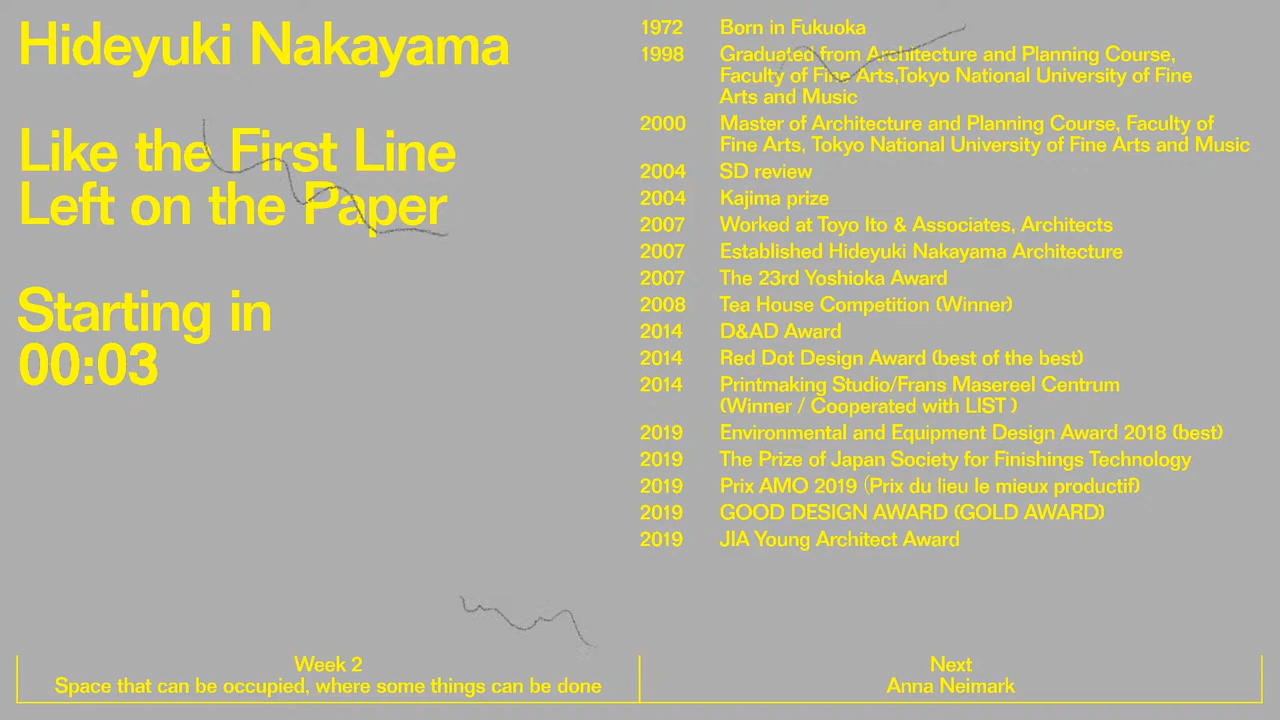 Hideyuki Nakayama
Like the First Line
Left on the Paper
Starting in
00:03
1972 Born in Fukuoka
1998 Graduated from Architecture and Planning Course,
Faculty of Fine Arts,Tokyo National University of Fine
Arts and Music
2000 Master of Architecture and Planning Course, Faculty of
Fine Arts, Tokyo National University of Fine Arts and Music
2004 SD review
2004 Kajima prize
2007 Worked at Toyo Ito & Associates, Architects
2007 Established Hideyuki Nakayama Architecture
2007 The 23rd Yoshioka Award
2008 Tea House Competition (Winner)
2014 D&AD Award
2014 Red Dot Design Award (best of the best)
2014 Printmaking Studio/Frans Masereel Centrum
(Winner / Cooperated with LIST )
2019 Environmental and Equipment Design Award 2018 (best)
2019 The Prize of Japan Society for Finishings Technology
2019 Prix AMO 2019 (Prix du lieu le mieux productif)
2019 GOOD DESIGN AWARD (GOLD AWARD)
2019 JIA Young Architect Award
Week 2
Space that can be occupied, where some things can be done
Next
Anna Neimark